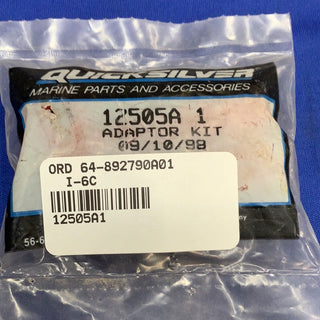 QUICKSILVER
MARINE PARTS AND ACCESSORIES
12505A 1
ADAPTOR KIT
09/10/98
ORD 64-892790A01
I-6C
12505A1